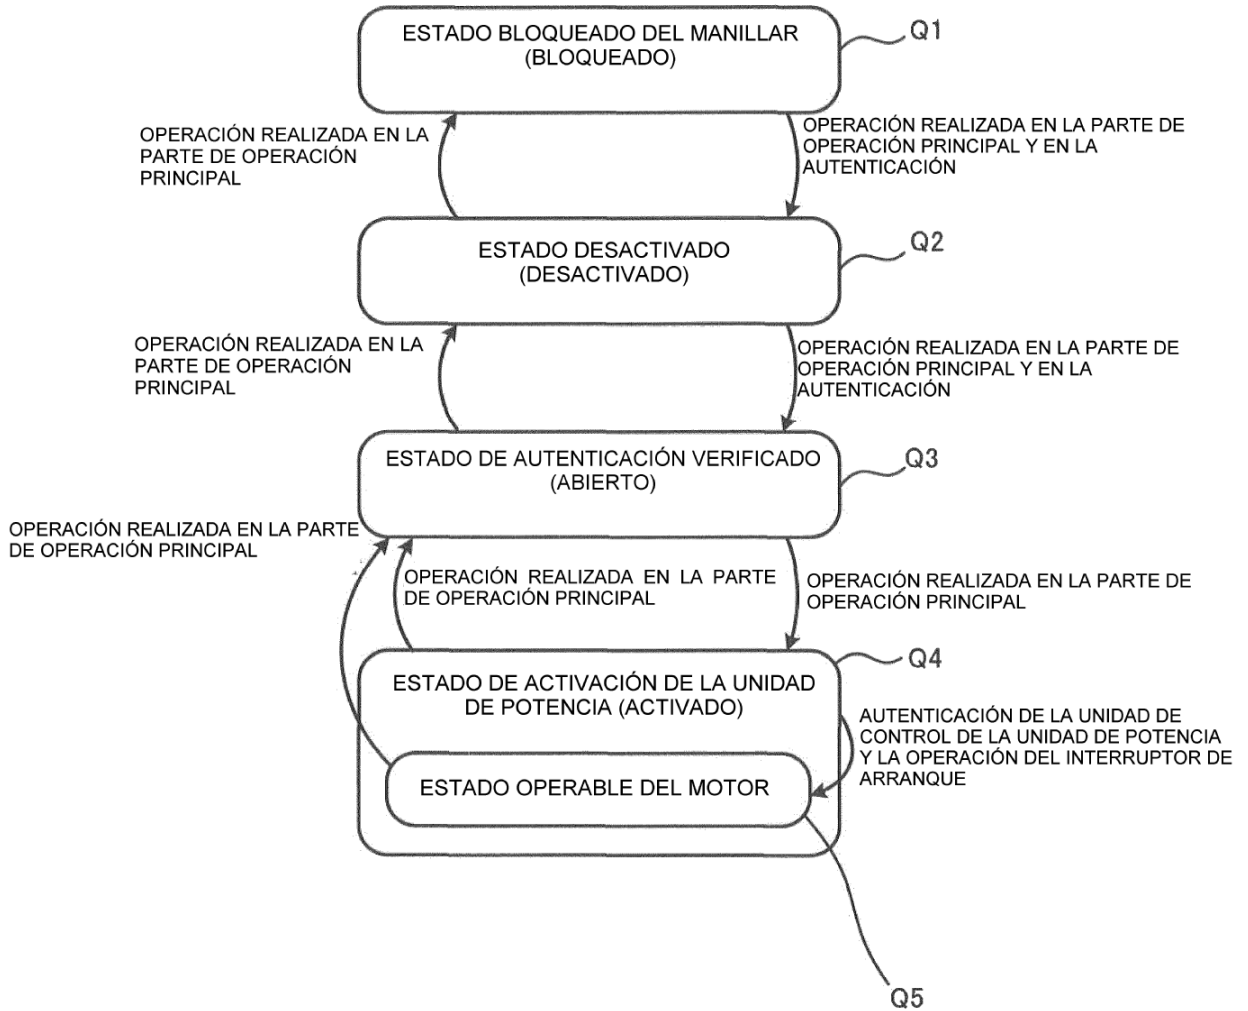 ESTADO BLOQUEADO DEL MANILLAR
(BLOQUEADO)
Q1
OPERACIÓN REALIZADA EN LA
PARTE DE OPERACIÓN
PRINCIPAL
OPERACIÓN REALIZADA EN LA PARTE DE
OPERACIÓN PRINCIPAL Y EN LA
AUTENTICACIÓN
ESTADO DESACTIVADO
(DESACTIVADO)
Q2
OPERACIÓN REALIZADA EN LA
PARTE DE OPERACIÓN
PRINCIPAL
OPERACIÓN REALIZADA EN LA PARTE DE
OPERACIÓN PRINCIPAL Y EN LA
AUTENTICACIÓN
ESTADO DE AUTENTICACIÓN VERIFICADO
(ABIERTO)
Q3
OPERACIÓN REALIZADA EN LA PARTE
DE OPERACIÓN PRINCIPAL
OPERACIÓN REALIZADA EN LA PARTE
DE OPERACIÓN PRINCIPAL
OPERACIÓN REALIZADA EN LA PARTE DE
OPERACIÓN PRINCIPAL
ESTADO DE ACTIVACIÓN DE LA UNIDAD
DE POTENCIA (ACTIVADO)
Q4
AUTENTICACIÓN DE LA UNIDAD DE
CONTROL DE LA UNIDAD DE POTENCIA
Y LA OPERACIÓN DEL INTERRUPTOR DE
ARRANQUE
ESTADO OPERABLE DEL MOTOR
Q5